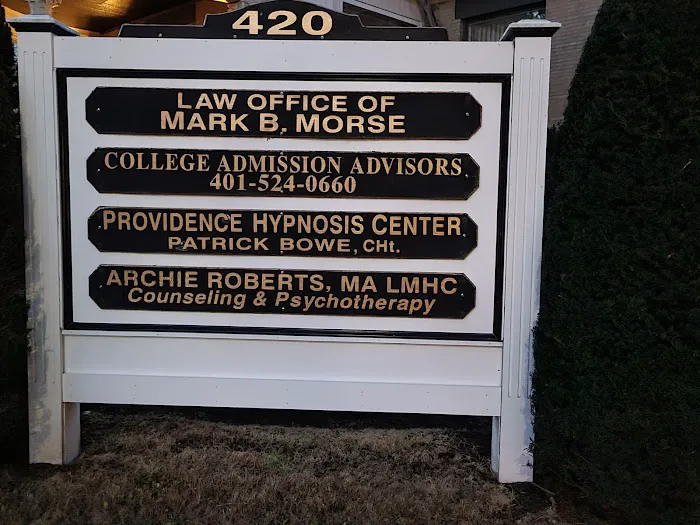 420
LAW OFFICE OF
MARK B. MORSE
COLLEGE ADMISSION ADVISORS
401-524-0660
PROVIDENCE HYPNOSIS CENTER
PATRICK BOWE, CHt.
ARCHIE ROBERTS, MA LMHC
Counseling & Psychotherapy